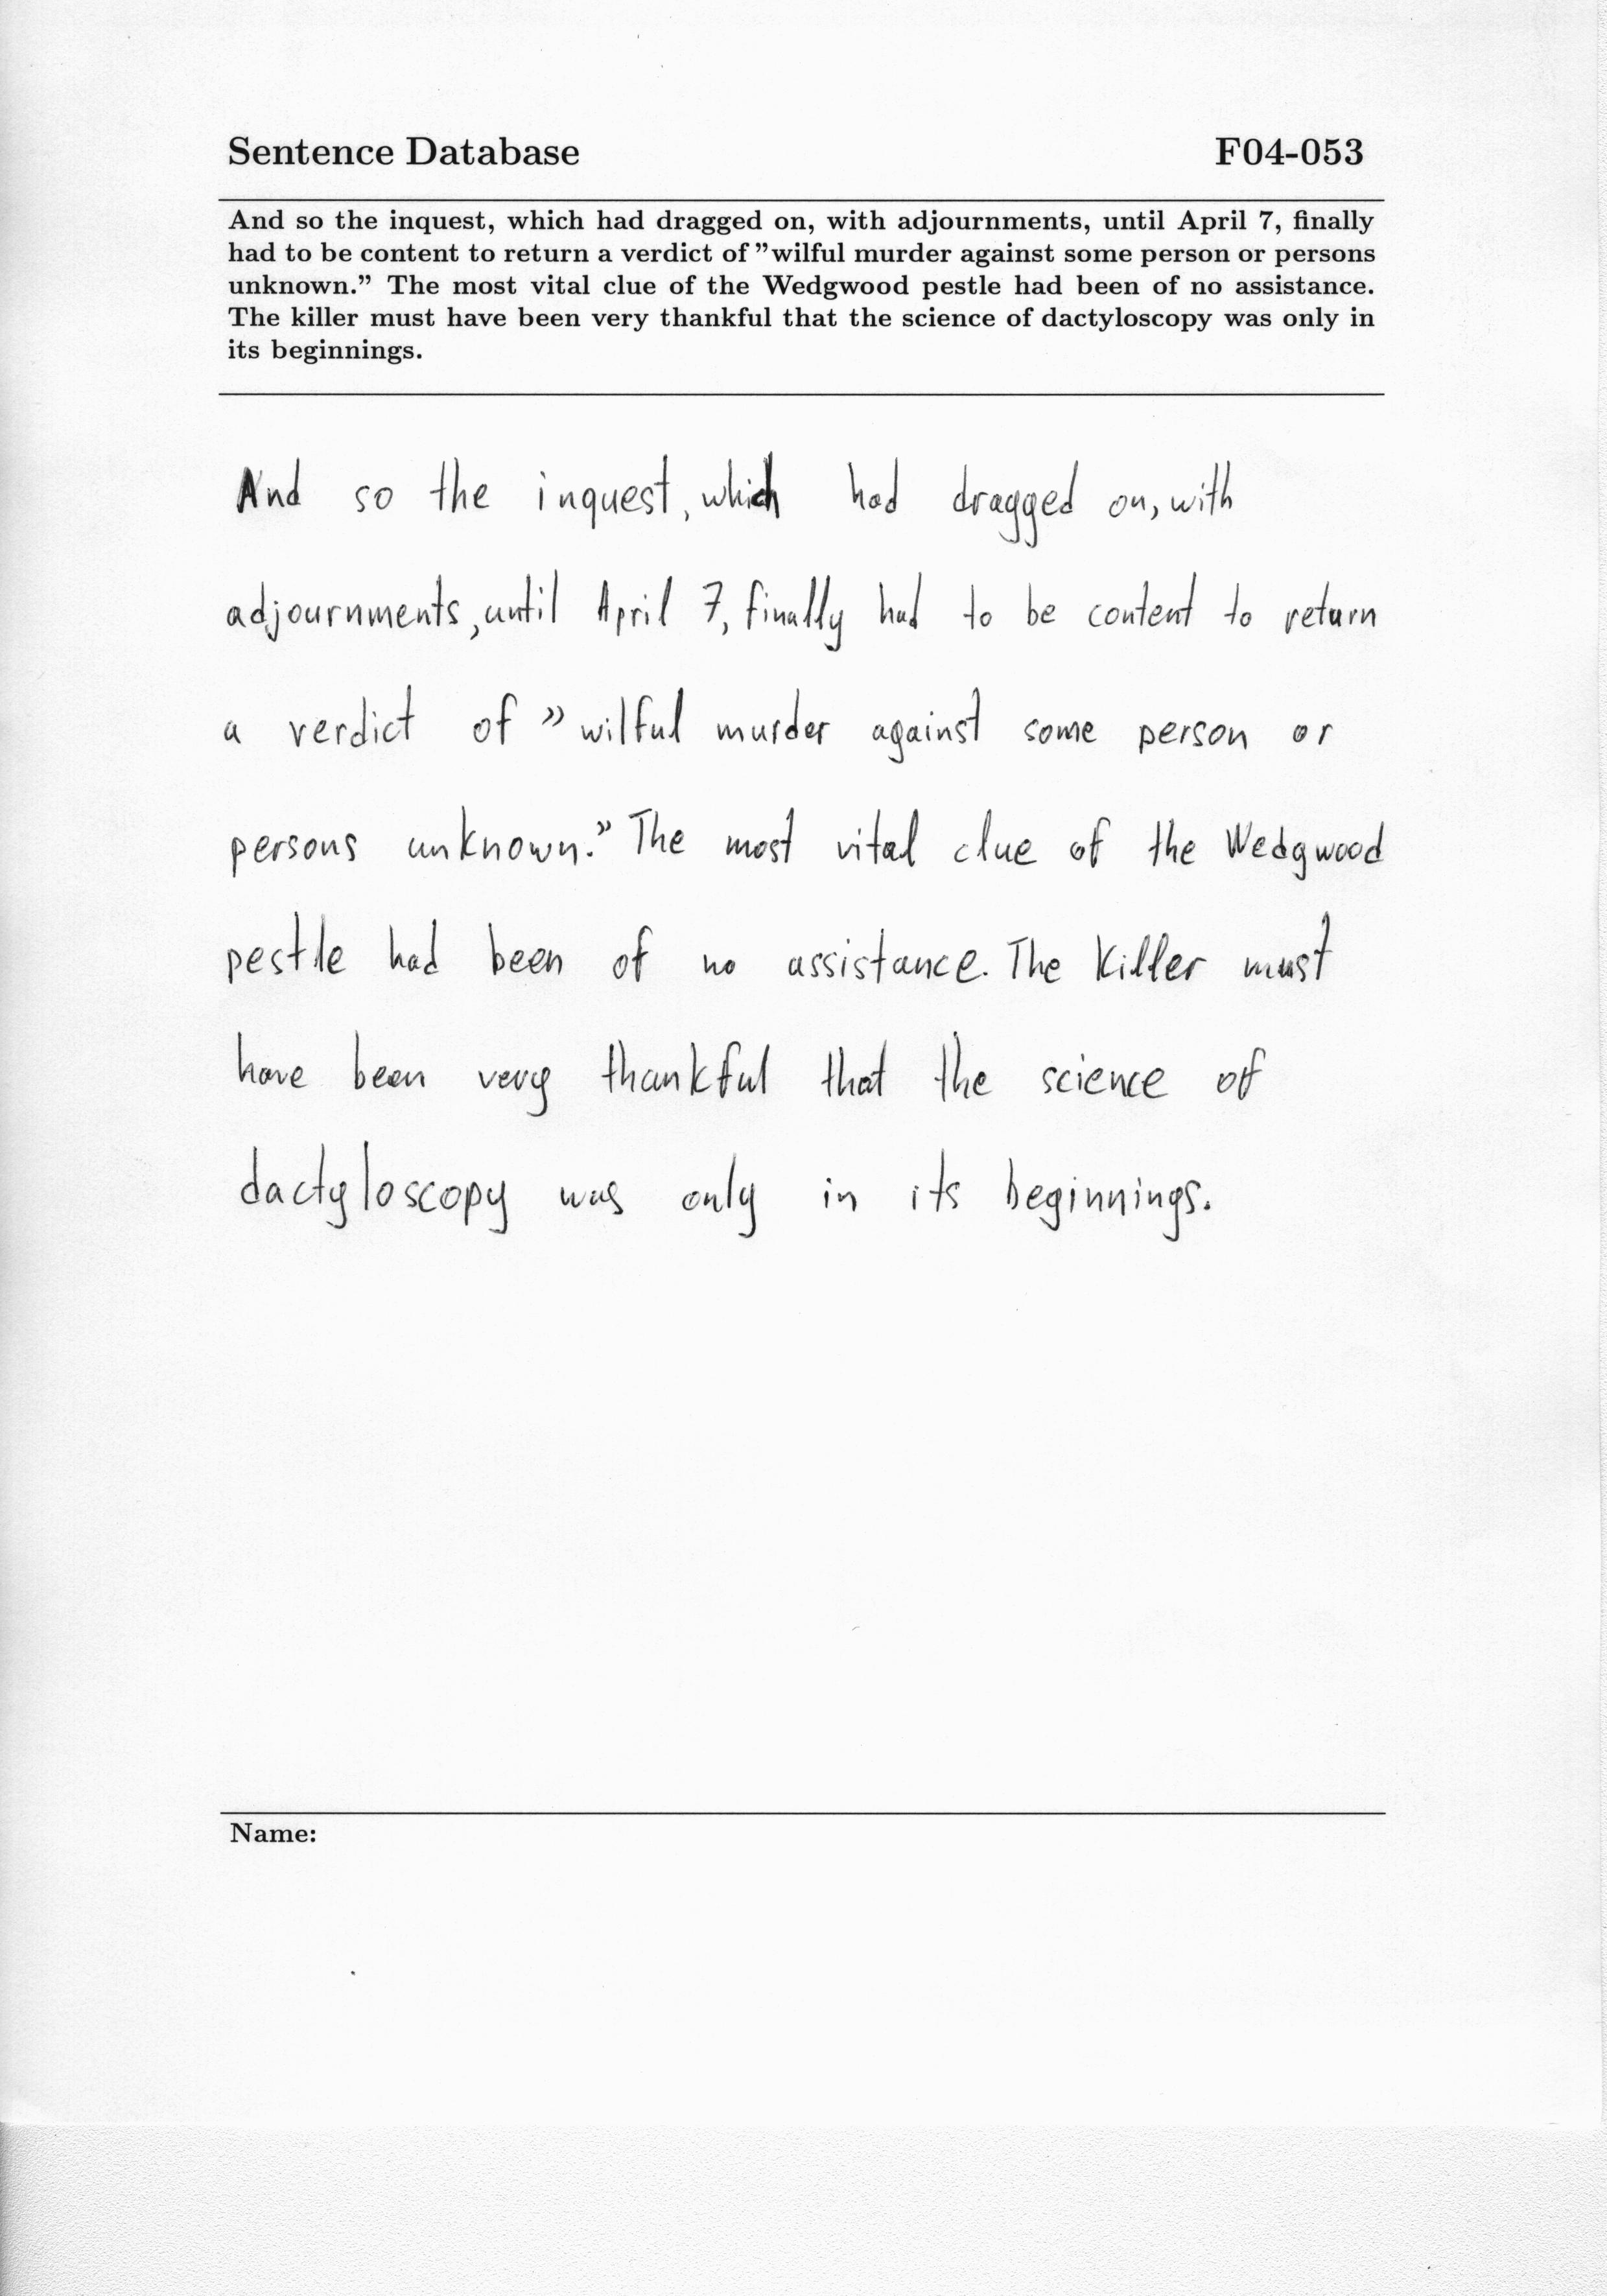 Sentence Database F04-053
And so the inquest, which had dragged on, with adjournments, until April 7, finally
had to be content to return a verdict of "wilful murder against some person or persons
unknown." The most vital clue of the Wedgwood pestle had been of no assistance.
The killer must have been very thankful that the science of dactyloscopy was only in
its beginnings.
And so the inquest, which had dragged on, with
adjournments, until April 7, finally had to be content to return
a verdict of "wilful murder against some person or
persons unknown." The most vital clue of the Wedgwood
pestle had been of no assistance. The killer must
have been very thankful that the science of
dactyloscopy was only in its beginnings.
Name: